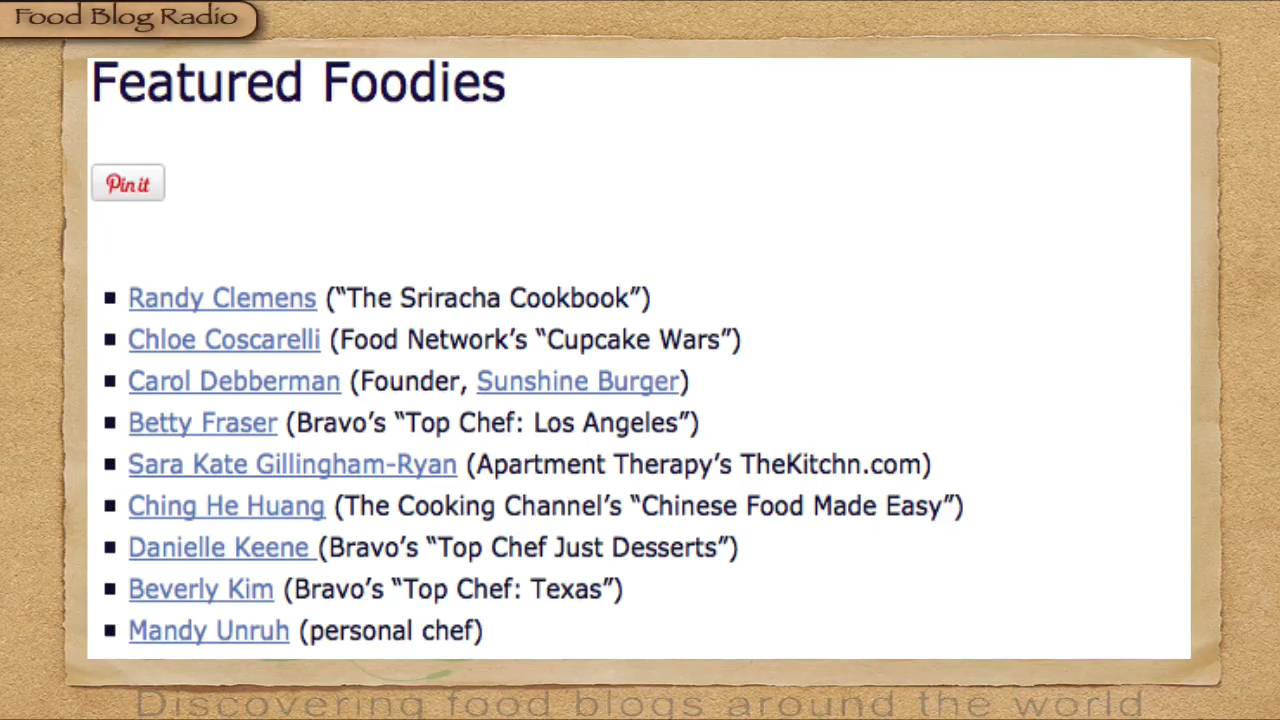 Food Blog Radio
Featured Foodies
Pin it
Randy Clemens (“The Sriracha Cookbook”)
Chloe Coscarelli (Food Network’s “Cupcake Wars”)
Carol Debberman (Founder, Sunshine Burger)
Betty Fraser (Bravo’s “Top Chef: Los Angeles”)
Sara Kate Gillingham-Ryan (Apartment Therapy’s TheKitchn.com)
Ching He Huang (The Cooking Channel’s “Chinese Food Made Easy”)
Danielle Keene (Bravo’s “Top Chef Just Desserts”)
Beverly Kim (Bravo’s “Top Chef: Texas”)
Mandy Unruh (personal chef)
Discovering food blogs around the world